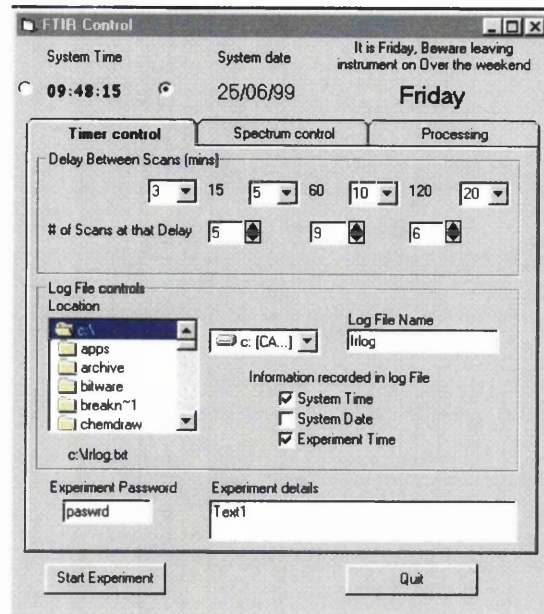 FTIR Control
System Time
System date
It is Friday, Beware leaving
instrument on Over the weekend
09:48:15
25/06/99
Friday
Timer control
Spectrum control
Processing
Delay Between Scans (mins)
3 15 5 60 10 120 20
# of Scans at that Delay 5 9 6
Log File controls
Location
c:\
apps
archive
bitware
breakn~1
chemdraw
c:\Irlog.txt
c: [CA...]
Log File Name
Irlog
Information recorded in log File
System Time
System Date
Experiment Time
Experiment Password
paswrd
Experiment details
Text1
Start Experiment
Quit